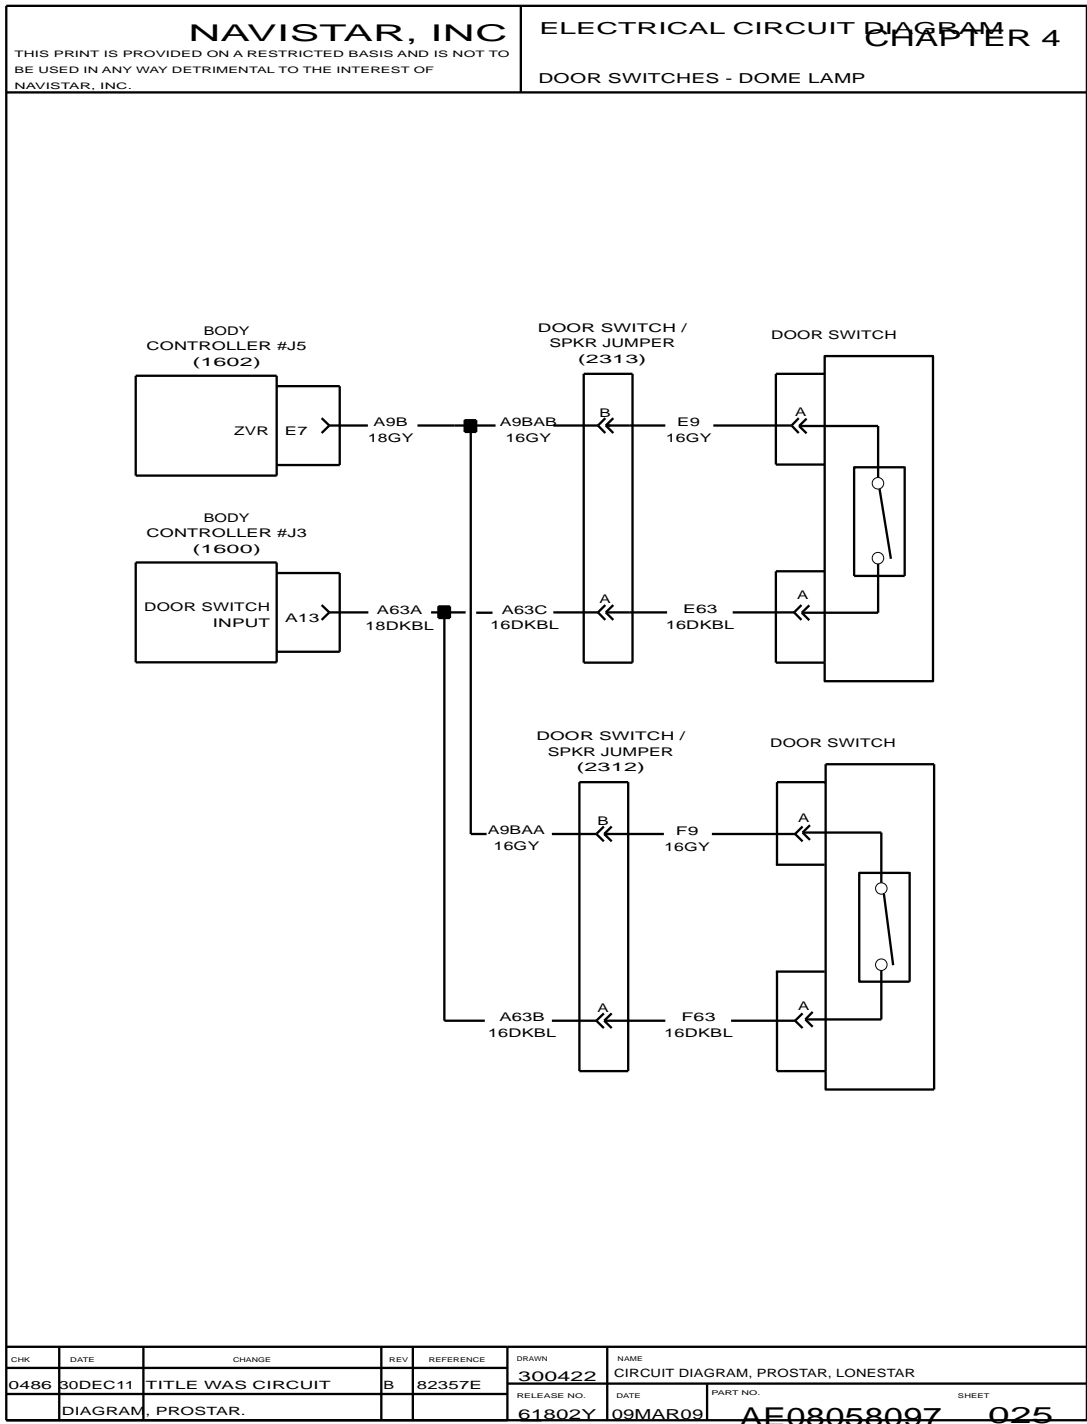 NAVISTAR, INC
THIS PRINT IS PROVIDED ON A RESTRICTED BASIS AND IS NOT TO
BE USED IN ANY WAY DETRIMENTAL TO THE INTEREST OF
NAVISTAR, INC.
ELECTRICAL CIRCUIT DIAGRAM
CHAPTER 4
DOOR SWITCHES - DOME LAMP
BODY
CONTROLLER #J5
(1602)
ZVR
E7
A9B
18GY
A9BAB
16GY
DOOR SWITCH /
SPKR JUMPER
(2313)
B
E9
16GY
DOOR SWITCH
A
BODY
CONTROLLER #J3
(1600)
DOOR SWITCH
INPUT
A13
A63A
18DKBL
A63C
16DKBL
A
E63
16DKBL
A
DOOR SWITCH /
SPKR JUMPER
(2312)
DOOR SWITCH
A9BAA
16GY
B
F9
16GY
A
A63B
16DKBL
A
F63
16DKBL
A
CHK
DATE
CHANGE
REV
REFERENCE
0486
30DEC11
TITLE WAS CIRCUIT
B
82357E
DIAGRAM, PROSTAR.
DRAWN
300422
NAME
CIRCUIT DIAGRAM, PROSTAR, LONESTAR
RELEASE NO.
61802Y
DATE
09MAR09
PART NO.
AE08058097
SHEET
025